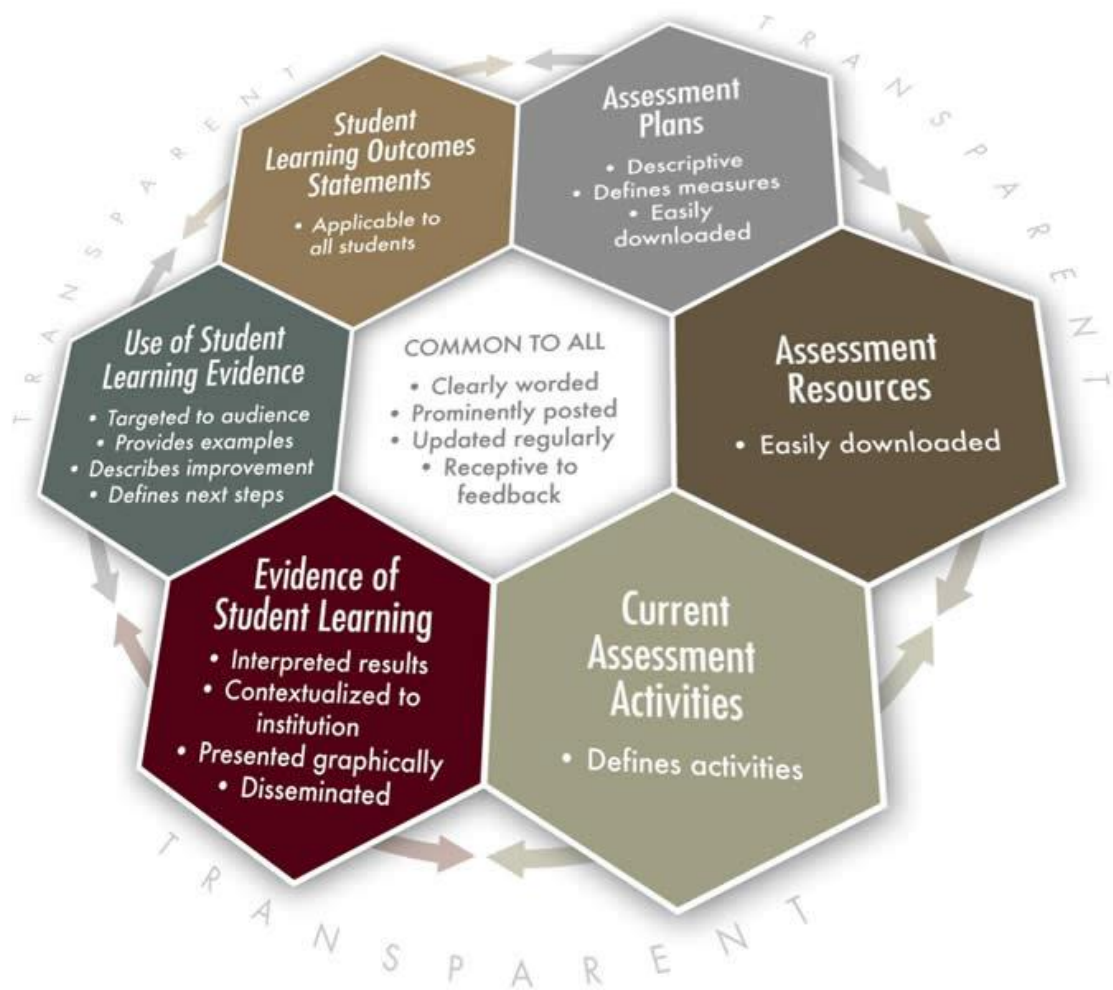 TRANSPARENT
TRANSPARENT
Student
Learning Outcomes
Statements
• Applicable to
all students
Assessment
Plans
• Descriptive
• Defines measures
• Easily
downloaded
Use of Student
Learning Evidence
• Targeted to audience
• Provides examples
• Describes improvement
• Defines next steps
COMMON TO ALL
• Clearly worded
• Prominently posted
• Updated regularly
• Receptive to
feedback
Assessment
Resources
• Easily downloaded
Evidence of
Student Learning
• Interpreted results
• Contextualized to
institution
• Presented graphically
• Disseminated
Current
Assessment
Activities
• Defines activities
TRANSPARENT